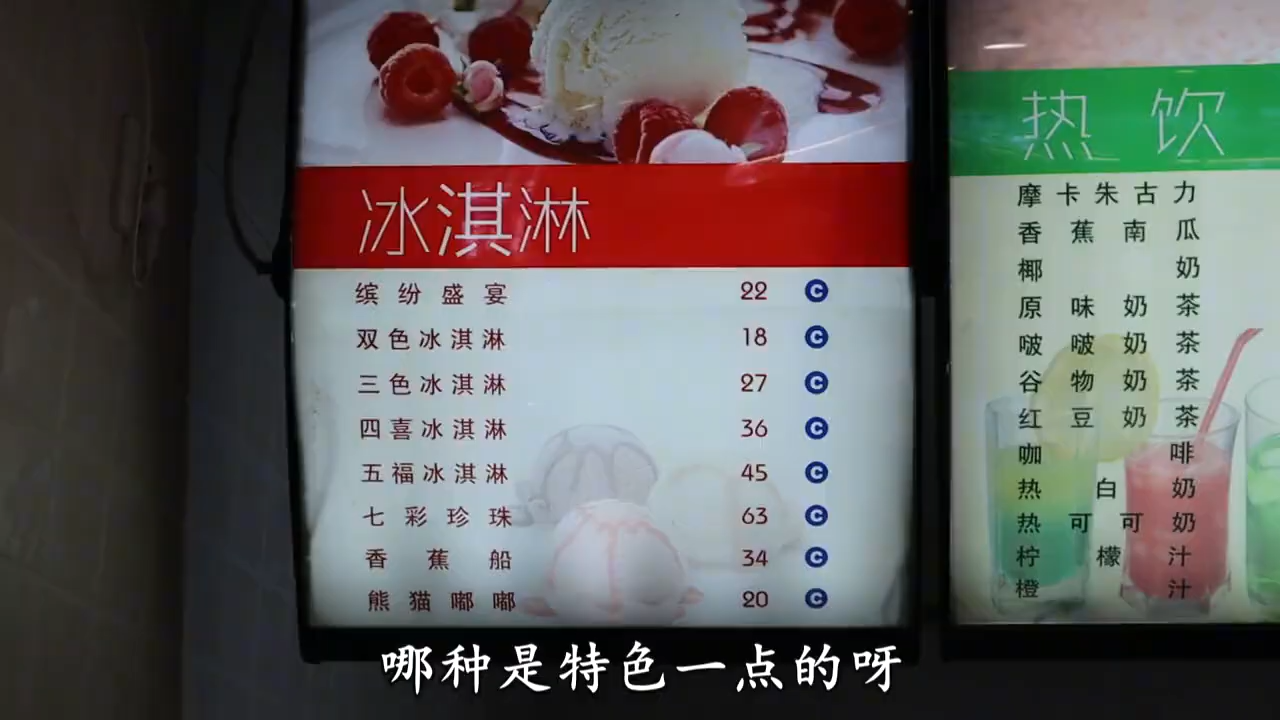 冰淇淋
缤纷盛宴 22 C
双色冰淇淋 18 C
三色冰淇淋 27 C
四喜冰淇淋 36 C
五福冰淇淋 45 C
七彩珍珠 63 C
香蕉船 34 C
熊猫嘟嘟 20 C
热饮
摩卡朱古力
香蕉南瓜
椰奶
原味奶茶
啵啵奶茶
谷物奶茶
红豆奶茶
咖啡
热白奶
热可可奶
柠檬汁
橙汁
哪种是特色一点的呀